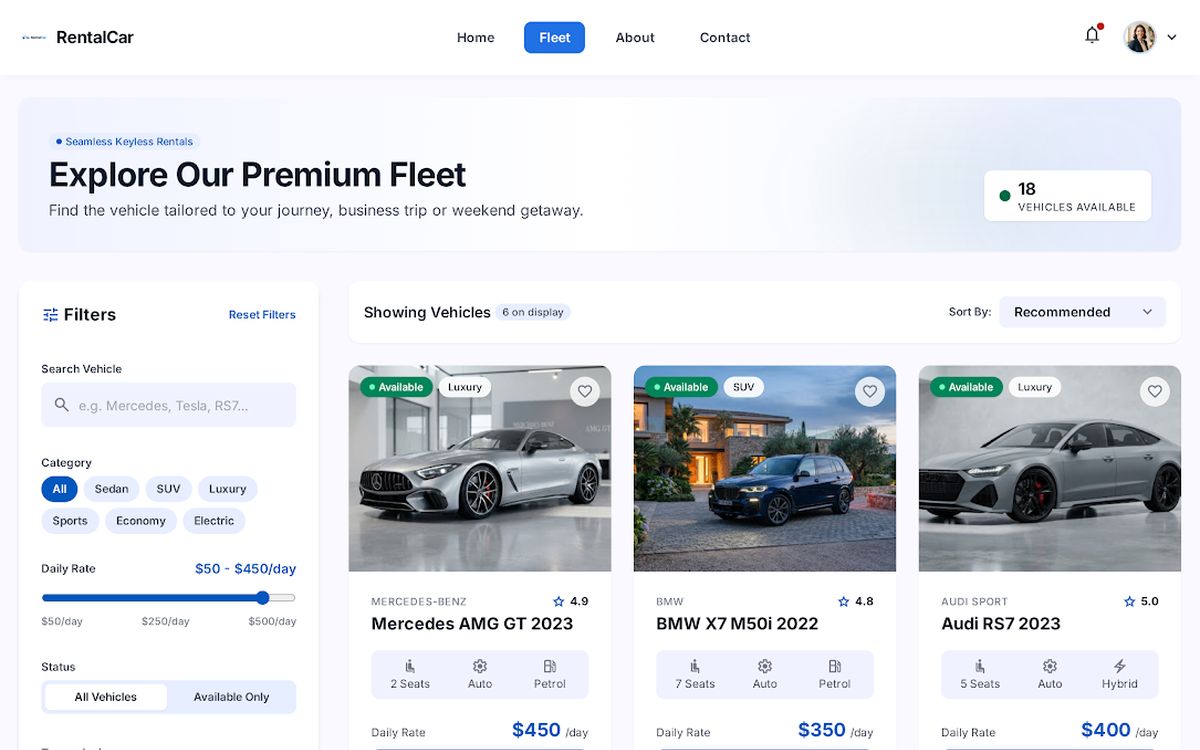 RentalCar
Home
Fleet
About
Contact
Seamless Keyless Rentals
Explore Our Premium Fleet
Find the vehicle tailored to your journey, business trip or weekend getaway.
18
VEHICLES AVAILABLE
Filters
Reset Filters
Search Vehicle
e.g. Mercedes, Tesla, RS7...
Category
All
Sedan
SUV
Luxury
Sports
Economy
Electric
Daily Rate
$50 - $450/day
$50/day
$250/day
$500/day
Status
All Vehicles
Available Only
Showing Vehicles
6 on display
Sort By:
Recommended
Available
Luxury
MERCEDES-BENZ
Mercedes AMG GT 2023
4.9
2 Seats
Auto
Petrol
Daily Rate
$450 /day
Available
SUV
BMW
BMW X7 M50i 2022
4.8
7 Seats
Auto
Petrol
Daily Rate
$350 /day
Available
Luxury
AUDI SPORT
Audi RS7 2023
5.0
5 Seats
Auto
Hybrid
Daily Rate
$400 /day